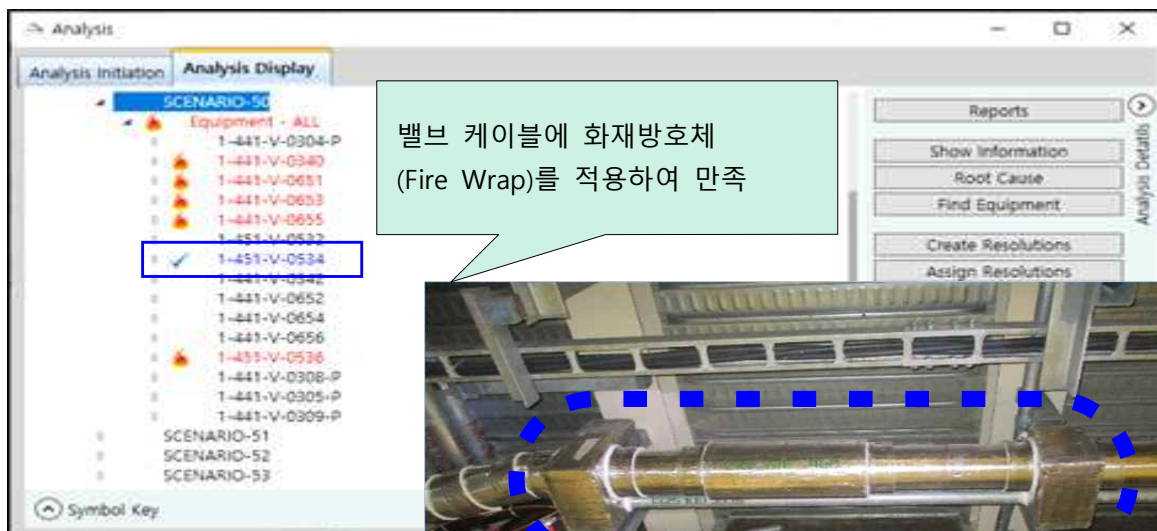 Analysis
Analysis Initiation
Analysis Display
SCENARIO-50
Equipment - ALL
1-441-V-0304-P
1-441-V-0340
1-441-V-0651
1-441-V-0653
1-441-V-0655
1-451-V-0532
1-451-V-0534
1-441-V-0542
1-441-V-0652
1-441-V-0654
1-441-V-0656
1-451-V-0536
1-441-V-0308-P
1-441-V-0305-P
1-441-V-0309-P
SCENARIO-51
SCENARIO-52
SCENARIO-53
Symbol Key
밸브 케이블에 화재방호체
(Fire Wrap)를 적용하여 만족
Reports
Show Information
Root Cause
Find Equipment
Create Resolutions
Assign Resolutions
Analysis Details